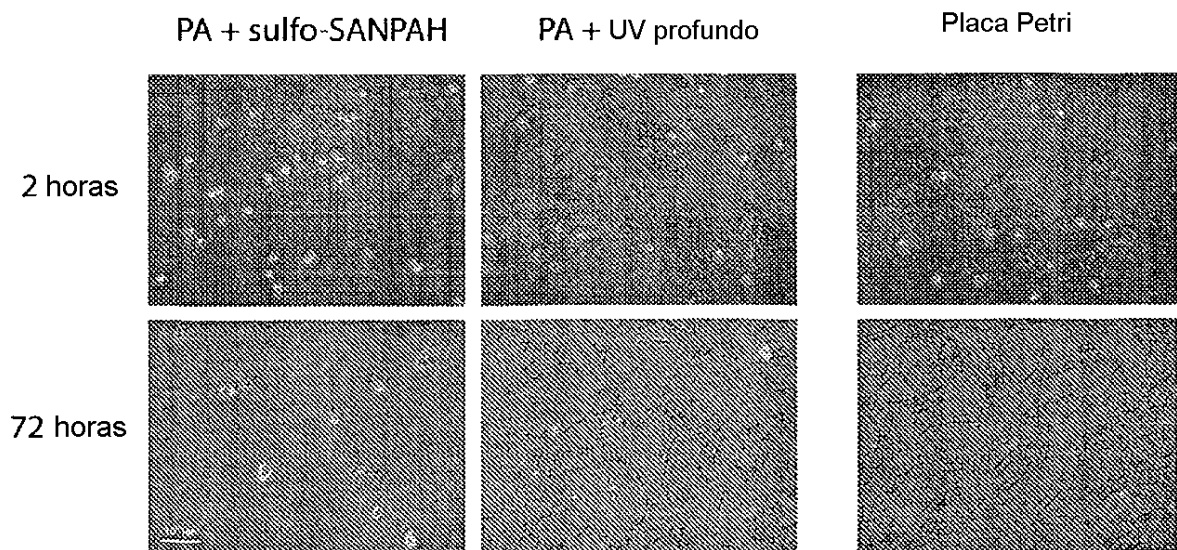 PA + sulfo-SANPAH
PA + UV profundo
Placa Petri
2 horas
72 horas